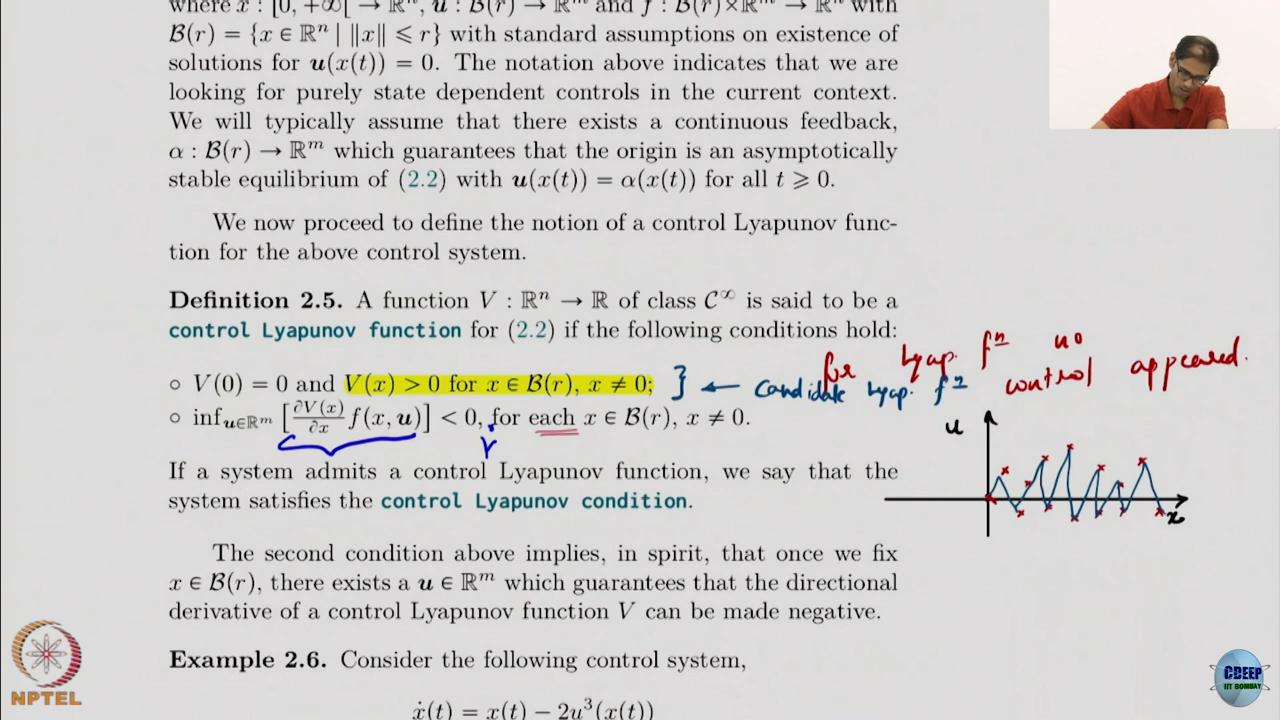 where x : [0, +∞[ → ℝⁿ, u : B(r) → ℝᵐ and f : B(r)×ℝᵐ → ℝⁿ with
B(r) = {x ∈ ℝⁿ | ‖x‖ ⩽ r} with standard assumptions on existence of
solutions for u(x(t)) = 0. The notation above indicates that we are
looking for purely state dependent controls in the current context.
We will typically assume that there exists a continuous feedback,
α : B(r) → ℝᵐ which guarantees that the origin is an asymptotically
stable equilibrium of (2.2) with u(x(t)) = α(x(t)) for all t ⩾ 0.
We now proceed to define the notion of a control Lyapunov func-
tion for the above control system.
Definition 2.5. A function V : ℝⁿ → ℝ of class C^∞ is said to be a
control Lyapunov function for (2.2) if the following conditions hold:
for Lyap. fⁿ no control appeared.
∘ V(0) = 0 and V(x) > 0 for x ∈ B(r), x ≠ 0; } ← Candidate Lyap. fⁿ
∘ inf_{u∈ℝᵐ} [∂V(x)/∂x f(x, u)] < 0, for each x ∈ B(r), x ≠ 0.
u
x
If a system admits a control Lyapunov function, we say that the
system satisfies the control Lyapunov condition.
The second condition above implies, in spirit, that once we fix
x ∈ B(r), there exists a u ∈ ℝᵐ which guarantees that the directional
derivative of a control Lyapunov function V can be made negative.
Example 2.6. Consider the following control system,
ẋ(t) = x(t) − 2u³(x(t))
NPTEL
CDEEP
IIT BOMBAY